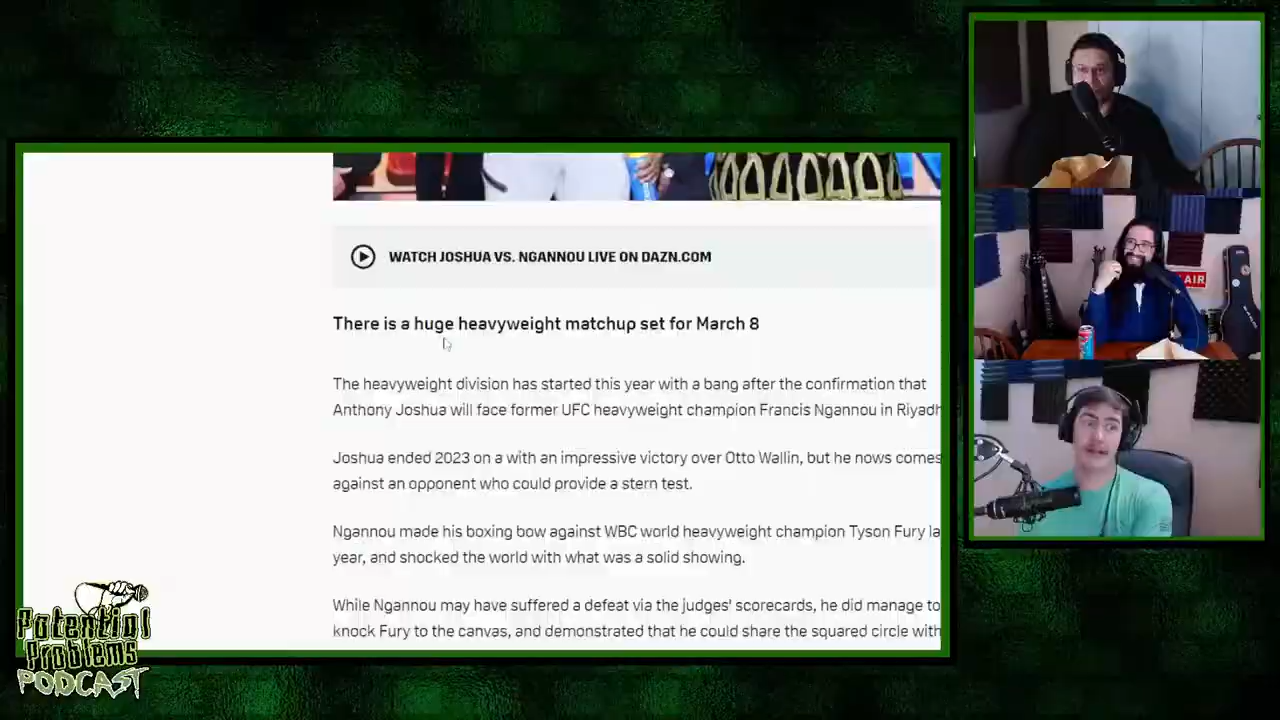 WATCH JOSHUA VS. NGANNOU LIVE ON DAZN.COM
There is a huge heavyweight matchup set for March 8
The heavyweight division has started this year with a bang after the confirmation that
Anthony Joshua will face former UFC heavyweight champion Francis Ngannou in Riyadh
Joshua ended 2023 on a with an impressive victory over Otto Wallin, but he nows comes
against an opponent who could provide a stern test.
Ngannou made his boxing bow against WBC world heavyweight champion Tyson Fury la
year, and shocked the world with what was a solid showing.
While Ngannou may have suffered a defeat via the judges' scorecards, he did manage to
knock Fury to the canvas, and demonstrated that he could share the squared circle with
Potential
Problems
PODCAST
AIR